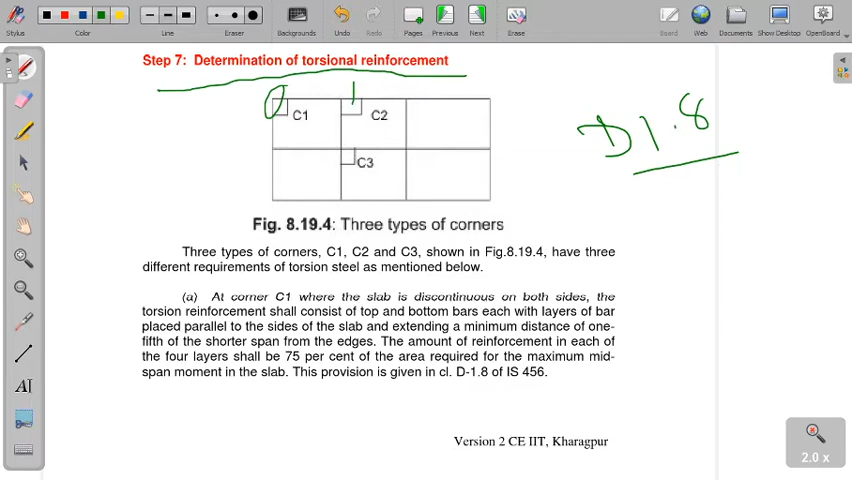 Stylus
Color
Line
Eraser
Backgrounds
Undo
Redo
Pages
Previous
Next
Erase
Board
Web
Documents
Show Desktop
OpenBoard
Step 7: Determination of torsional reinforcement
C1
C2
C3
D 1.8
Fig. 8.19.4: Three types of corners
Three types of corners, C1, C2 and C3, shown in Fig.8.19.4, have three
different requirements of torsion steel as mentioned below.
(a) At corner C1 where the slab is discontinuous on both sides, the
torsion reinforcement shall consist of top and bottom bars each with layers of bar
placed parallel to the sides of the slab and extending a minimum distance of one-
fifth of the shorter span from the edges. The amount of reinforcement in each of
the four layers shall be 75 per cent of the area required for the maximum mid-
span moment in the slab. This provision is given in cl. D-1.8 of IS 456.
Version 2 CE IIT, Kharagpur
2.0 x